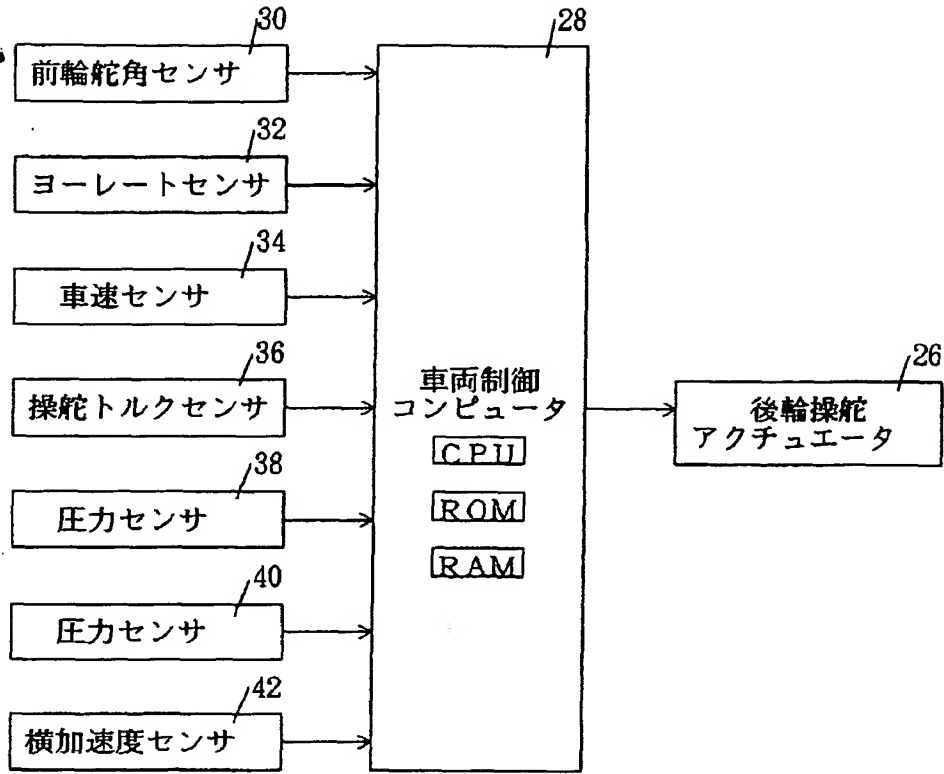 30
前輪舵角センサ
32
ヨーレートセンサ
34
車速センサ
36
操舵トルクセンサ
38
圧力センサ
40
圧力センサ
42
横加速度センサ
28
車両制御
コンピュータ
CPU
ROM
RAM
26
後輪操舵
アクチュエータ